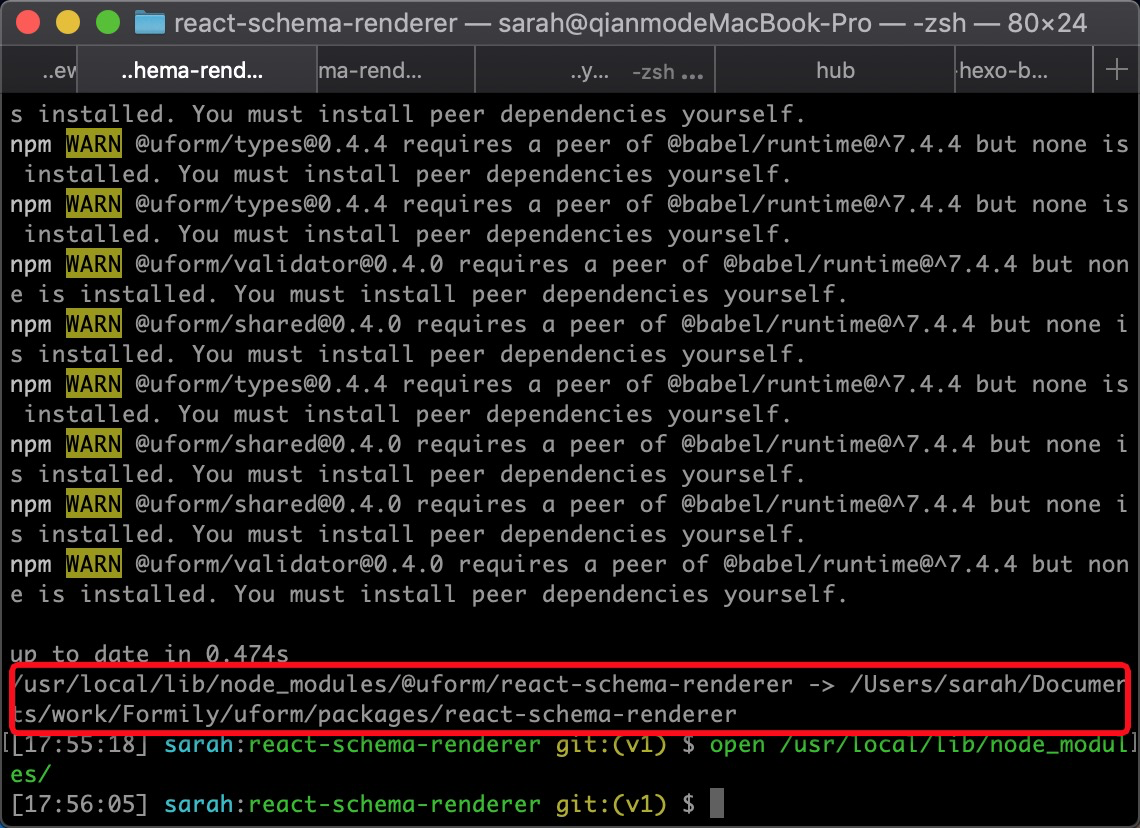 react-schema-renderer — sarah@qianmodeMacBook-Pro — -zsh — 80×24
..ew ..hema-rend... ma-rend... ..y... -zsh ... hub -hexo-b... +
s installed. You must install peer dependencies yourself.
npm WARN @uform/types@0.4.4 requires a peer of @babel/runtime@^7.4.4 but none is
 installed. You must install peer dependencies yourself.
npm WARN @uform/types@0.4.4 requires a peer of @babel/runtime@^7.4.4 but none is
 installed. You must install peer dependencies yourself.
npm WARN @uform/validator@0.4.0 requires a peer of @babel/runtime@^7.4.4 but non
e is installed. You must install peer dependencies yourself.
npm WARN @uform/shared@0.4.0 requires a peer of @babel/runtime@^7.4.4 but none i
s installed. You must install peer dependencies yourself.
npm WARN @uform/types@0.4.4 requires a peer of @babel/runtime@^7.4.4 but none is
 installed. You must install peer dependencies yourself.
npm WARN @uform/shared@0.4.0 requires a peer of @babel/runtime@^7.4.4 but none i
s installed. You must install peer dependencies yourself.
npm WARN @uform/shared@0.4.0 requires a peer of @babel/runtime@^7.4.4 but none i
s installed. You must install peer dependencies yourself.
npm WARN @uform/validator@0.4.0 requires a peer of @babel/runtime@^7.4.4 but non
e is installed. You must install peer dependencies yourself.
up to date in 0.474s
/usr/local/lib/node_modules/@uform/react-schema-renderer -> /Users/sarah/Documen
ts/work/Formily/uform/packages/react-schema-renderer
[[17:55:18] sarah:react-schema-renderer git:(v1) $ open /usr/local/lib/node_modul]
es/
[17:56:05] sarah:react-schema-renderer git:(v1) $